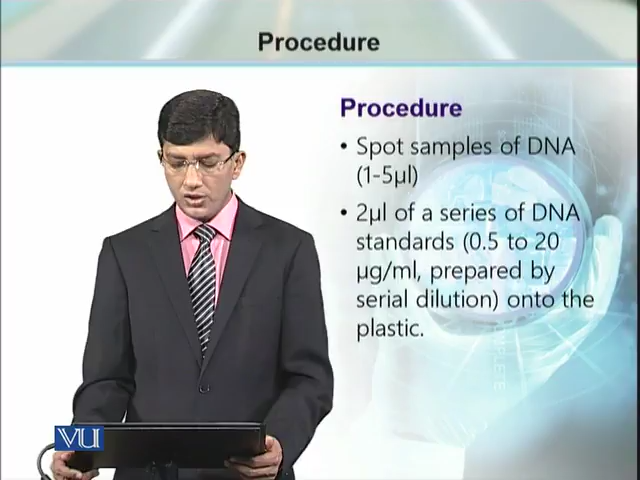 Procedure
Procedure
• Spot samples of DNA
(1-5µl)
• 2µl of a series of DNA
standards (0.5 to 20
µg/ml, prepared by
serial dilution) onto the
plastic.
VU